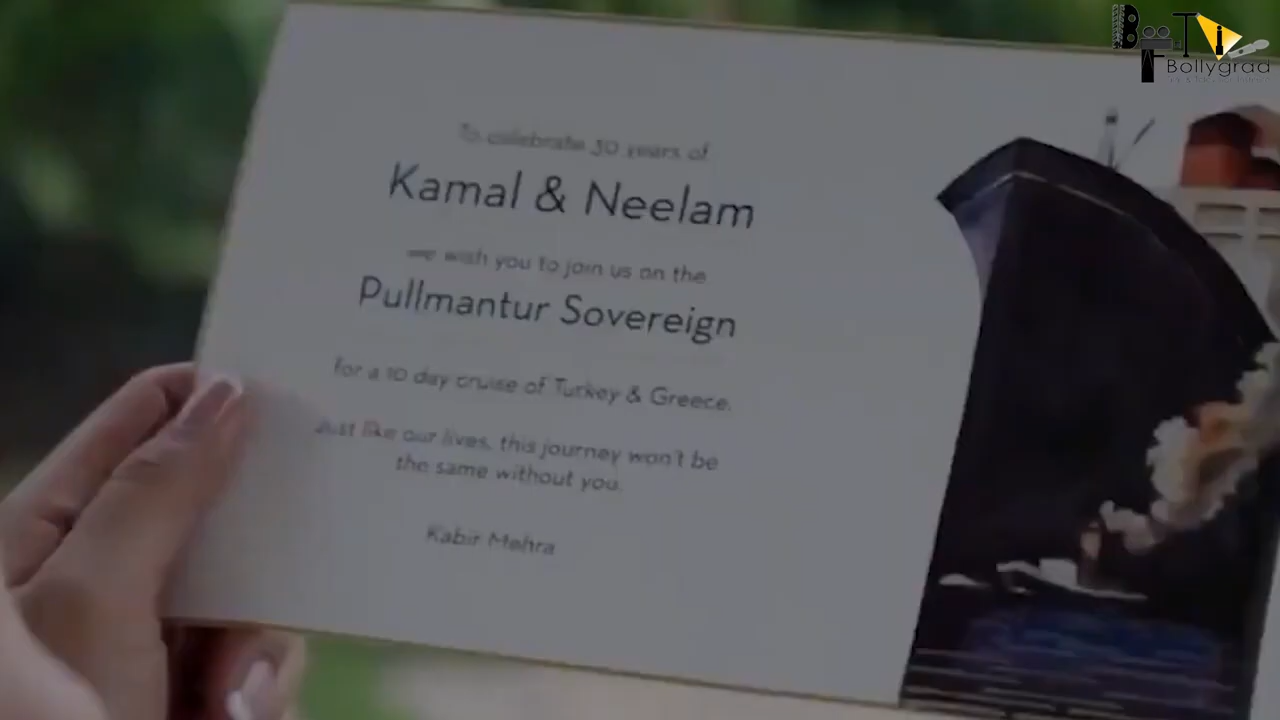 To celebrate 30 years of
Kamal & Neelam
we wish you to join us on the
Pullmantur Sovereign
for a 10 day cruise of Turkey & Greece.
Just like our lives, this journey won't be
the same without you.
Kabir Mehra
Bollygrad